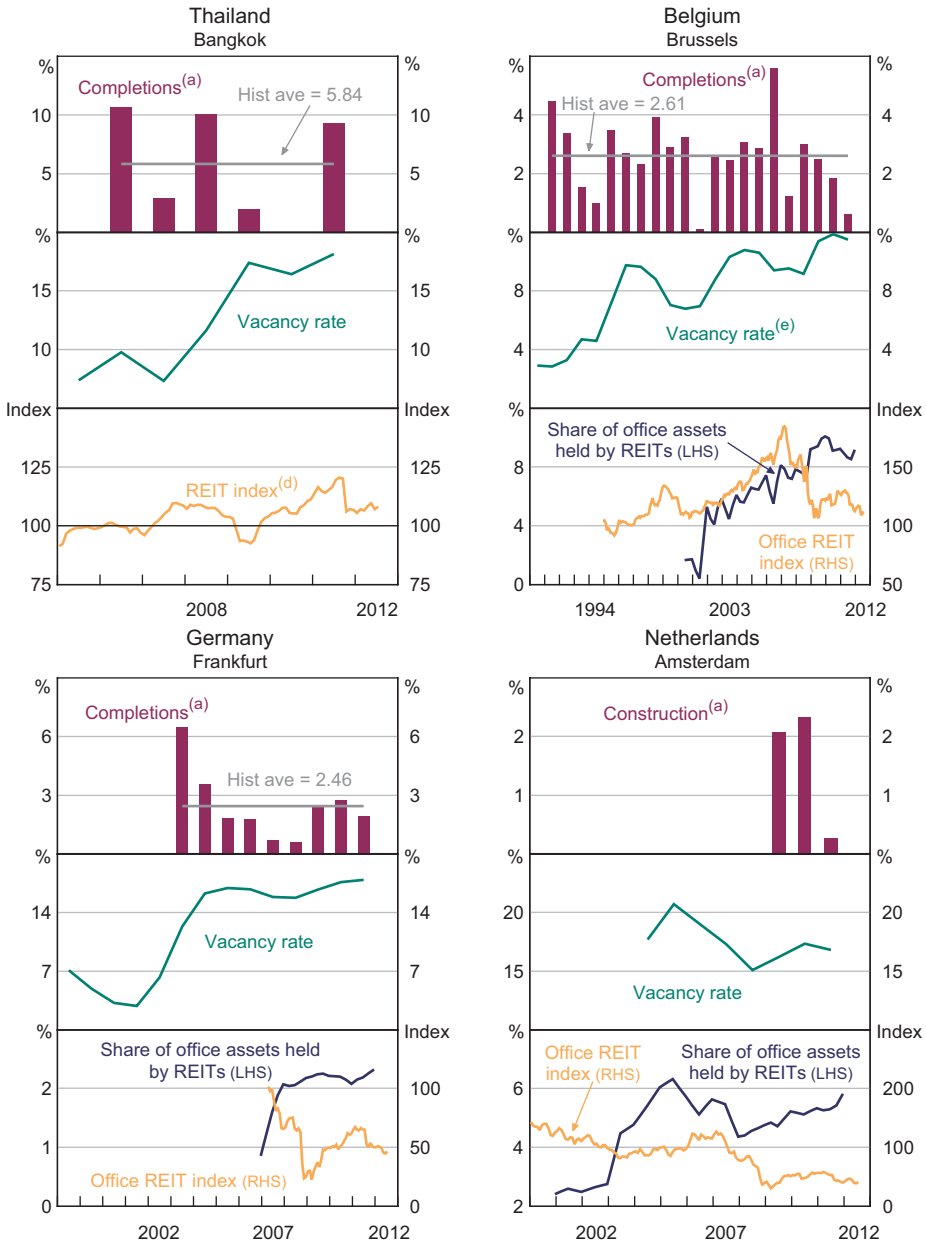 Thailand
Bangkok
% %
Completions(a)
Hist ave = 5.84
10 10
5 5
% %
15 15
Vacancy rate
10 10
Index Index
125 125
REIT index(d)
100 100
75 75
2008 2012
Belgium
Brussels
% %
Completions(a)
Hist ave = 2.61
4 4
2 2
% %
8 8
Vacancy rate(e)
4 4
% Index
Share of office assets
held by REITs (LHS)
8 150
4 100
Office REIT
index (RHS)
0 50
1994 2003 2012
Germany
Frankfurt
% %
Completions(a)
6 6
Hist ave = 2.46
3 3
% %
14 14
Vacancy rate
7 7
% Index
Share of office assets held
by REITs (LHS)
2 100
1 50
Office REIT index (RHS)
0 0
2002 2007 2012
Netherlands
Amsterdam
% %
Construction(a)
2 2
1 1
% %
20 20
15 15
Vacancy rate
% Index
Office REIT
index (RHS)
Share of office assets
held by REITs (LHS)
6 200
4 100
2 0
2002 2007 2012